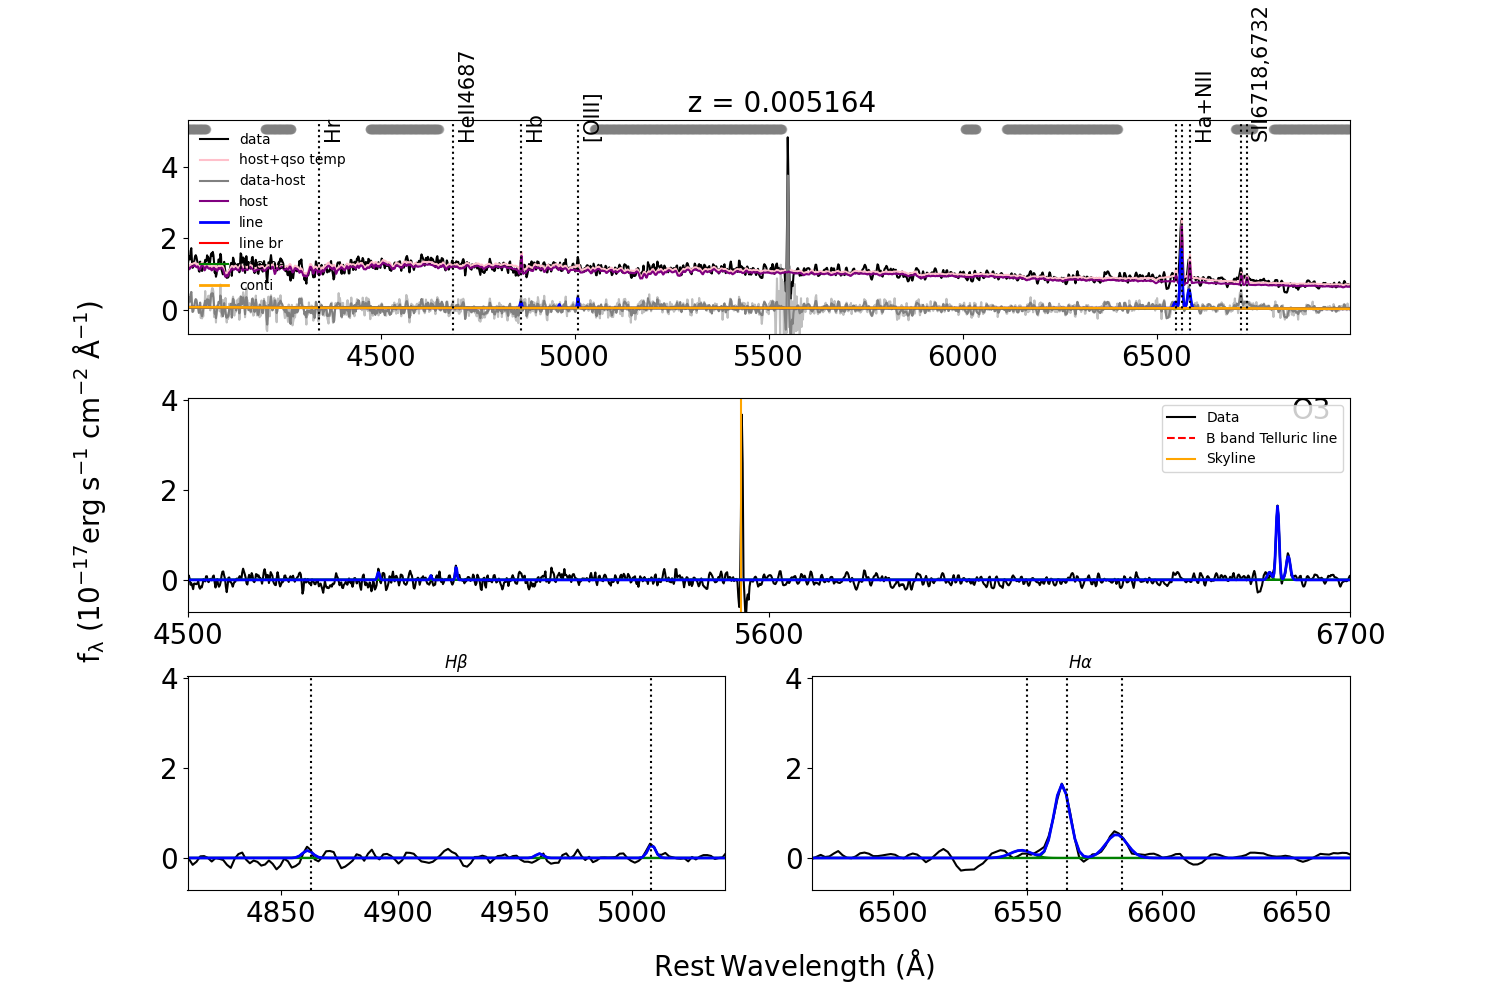 z = 0.005164
Hr
HeII4687
Hb
[OIII]
Ha+NII
SII6718,6732
data
host+qso temp
data-host
host
line
line br
conti
4
2
0
4500
5000
5500
6000
6500
O3
Data
B band Telluric line
Skyline
4
2
0
4500
5600
6700
fλ (10⁻¹⁷erg s⁻¹ cm⁻² Å⁻¹)
Hβ
4
2
0
4850
4900
4950
5000
Hα
4
2
0
6500
6550
6600
6650
Rest Wavelength (Å)